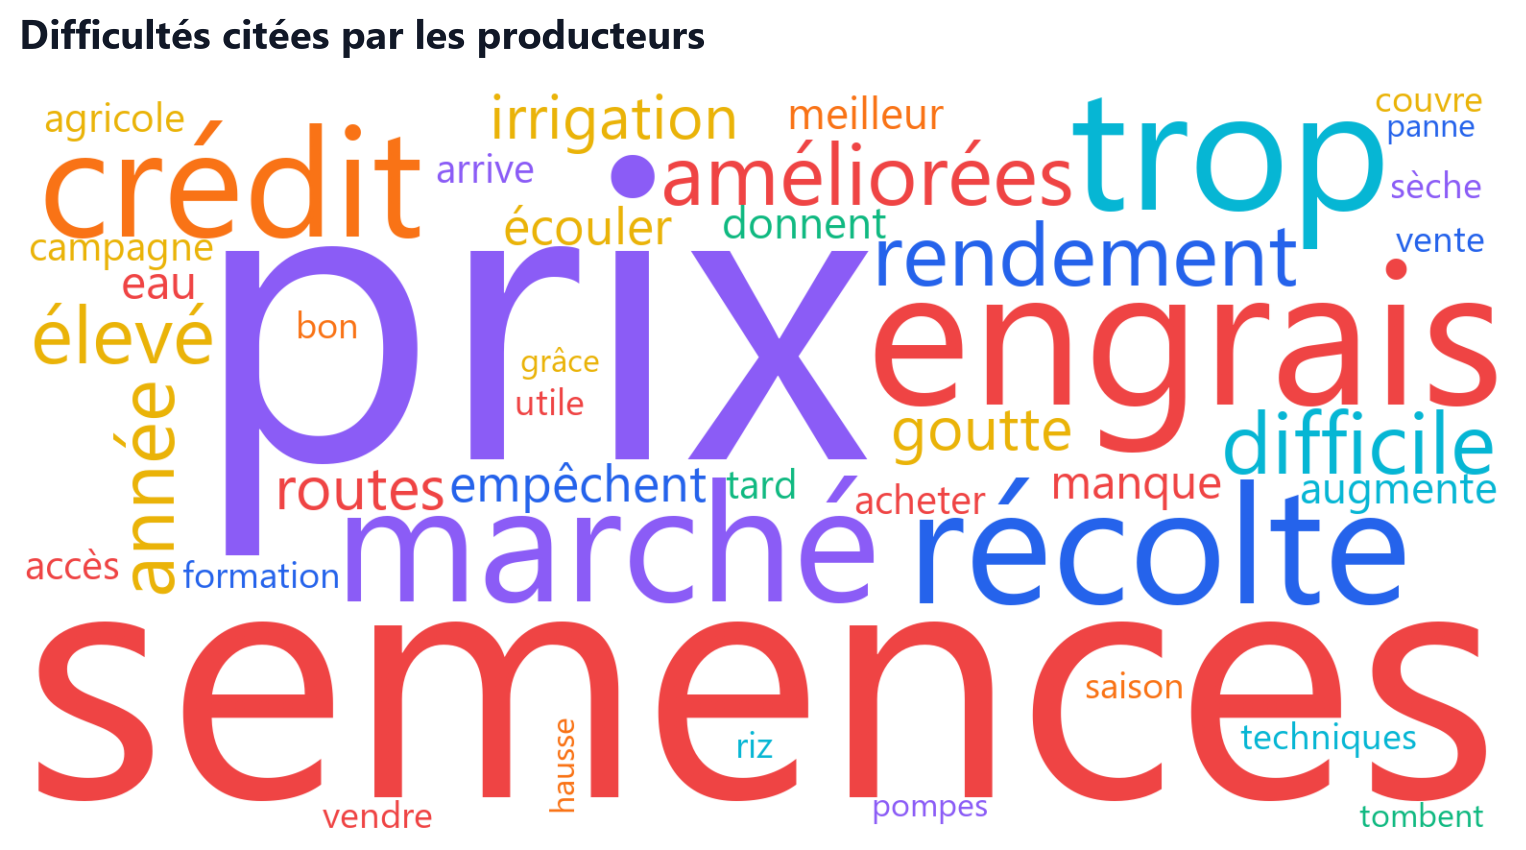 Difficultés citées par les producteurs
agricole
irrigation
meilleur
trop
couvre
panne
crédit
arrive
améliorées
sèche
écouler
donnent
rendement
vente
campagne
eau
prix
engrais
élevé
bon
grâce
utile
année
goutte
difficile
routes
empêchent
tard
acheter
manque
augmente
marché
récolte
accès
formation
semences
saison
hausse
riz
techniques
vendre
pompes
tombent